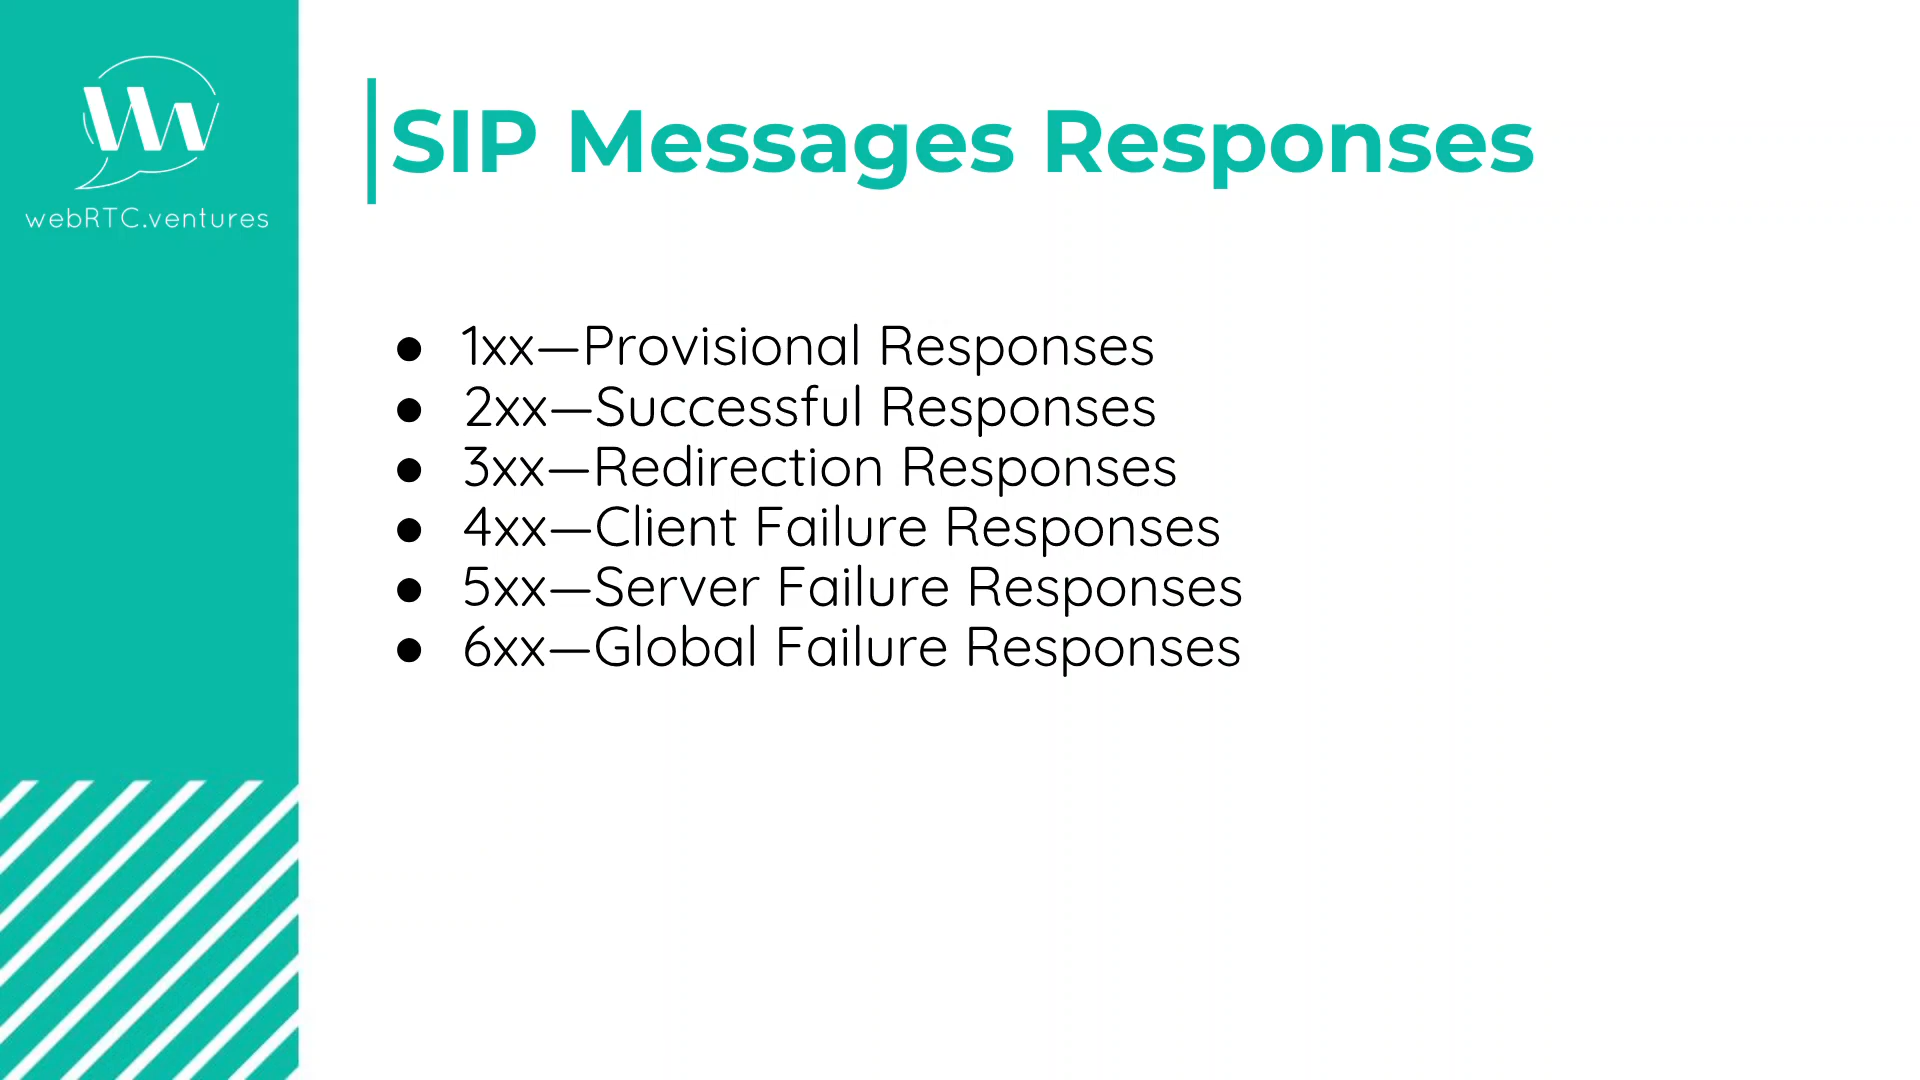 webRTC.ventures
SIP Messages Responses
● 1xx—Provisional Responses
● 2xx—Successful Responses
● 3xx—Redirection Responses
● 4xx—Client Failure Responses
● 5xx—Server Failure Responses
● 6xx—Global Failure Responses